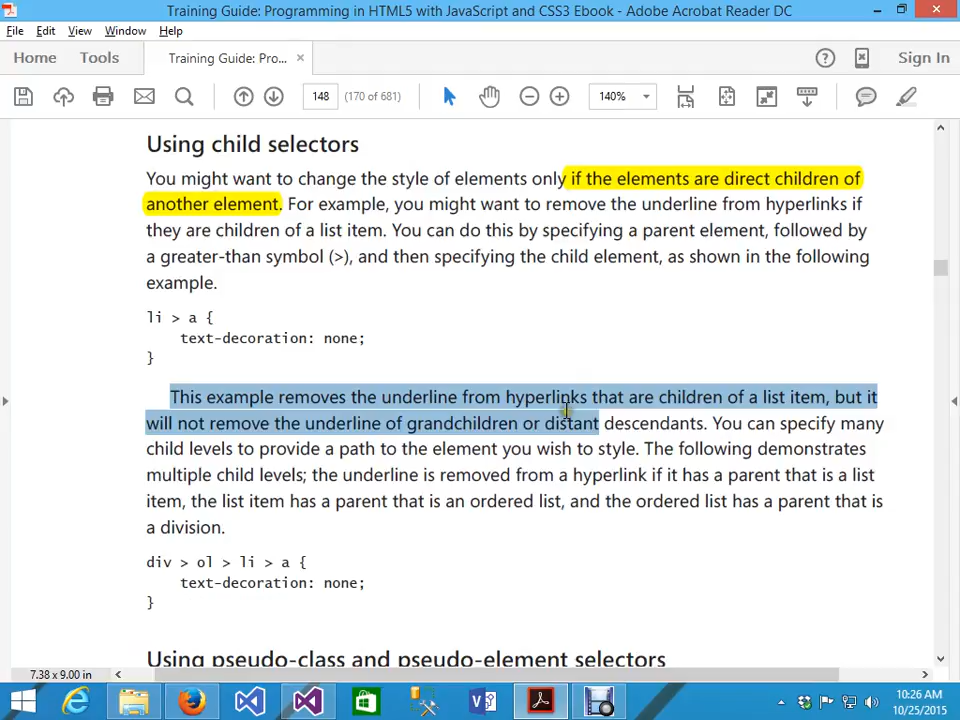 Training Guide: Programming in HTML5 with JavaScript and CSS3 Ebook - Adobe Acrobat Reader DC
File Edit View Window Help
Home Tools Training Guide: Pro... × Sign In
148 (170 of 681) 140%
Using child selectors
You might want to change the style of elements only if the elements are direct children of
another element. For example, you might want to remove the underline from hyperlinks if
they are children of a list item. You can do this by specifying a parent element, followed by
a greater-than symbol (>), and then specifying the child element, as shown in the following
example.
li > a {
text-decoration: none;
}
This example removes the underline from hyperlinks that are children of a list item, but it
will not remove the underline of grandchildren or distant descendants. You can specify many
child levels to provide a path to the element you wish to style. The following demonstrates
multiple child levels; the underline is removed from a hyperlink if it has a parent that is a list
item, the list item has a parent that is an ordered list, and the ordered list has a parent that is
a division.
div > ol > li > a {
text-decoration: none;
}
Using pseudo-class and pseudo-element selectors
7.38 x 9.00 in
10:26 AM
10/25/2015